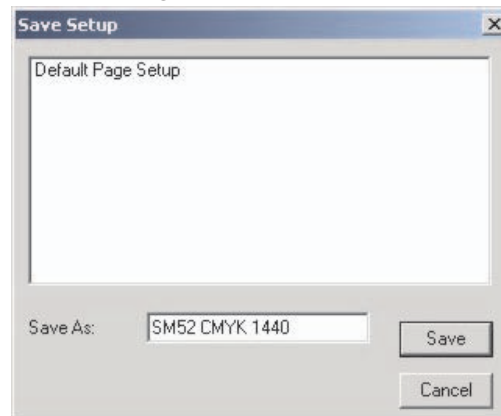 Save Setup
Default Page Setup
Save As:
SM52 CMYK 1440
Save
Cancel